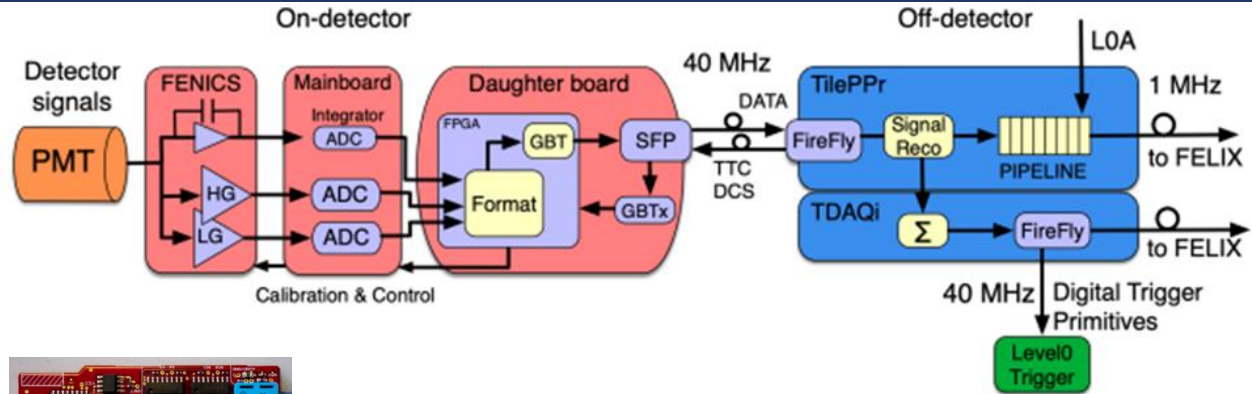 On-detector
Off-detector
Detector
signals
PMT
FENICS
HG
LG
Mainboard
Integrator
ADC
ADC
ADC
Calibration & Control
Daughter board
FPGA
GBT
Format
SFP
GBTx
40 MHz
DATA
TTC
DCS
L0A
TilePPr
FireFly
Signal
Reco
PIPELINE
1 MHz
to FELIX
TDAQi
Σ
FireFly
to FELIX
40 MHz
Digital Trigger
Primitives
Level0
Trigger